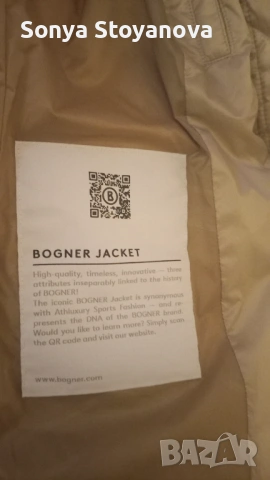 Sonya Stoyanova
B
BOGNER JACKET
High-quality, timeless, innovative – three
attributes inseparably linked to the history
of BOGNER!
The iconic BOGNER Jacket is synonymous
with Athluxury Sports Fashion – and re-
presents the DNA of the BOGNER brand.
Would you like to learn more? Simply scan
the QR code and visit our website.
www.bogner.com
BAZAR
bg